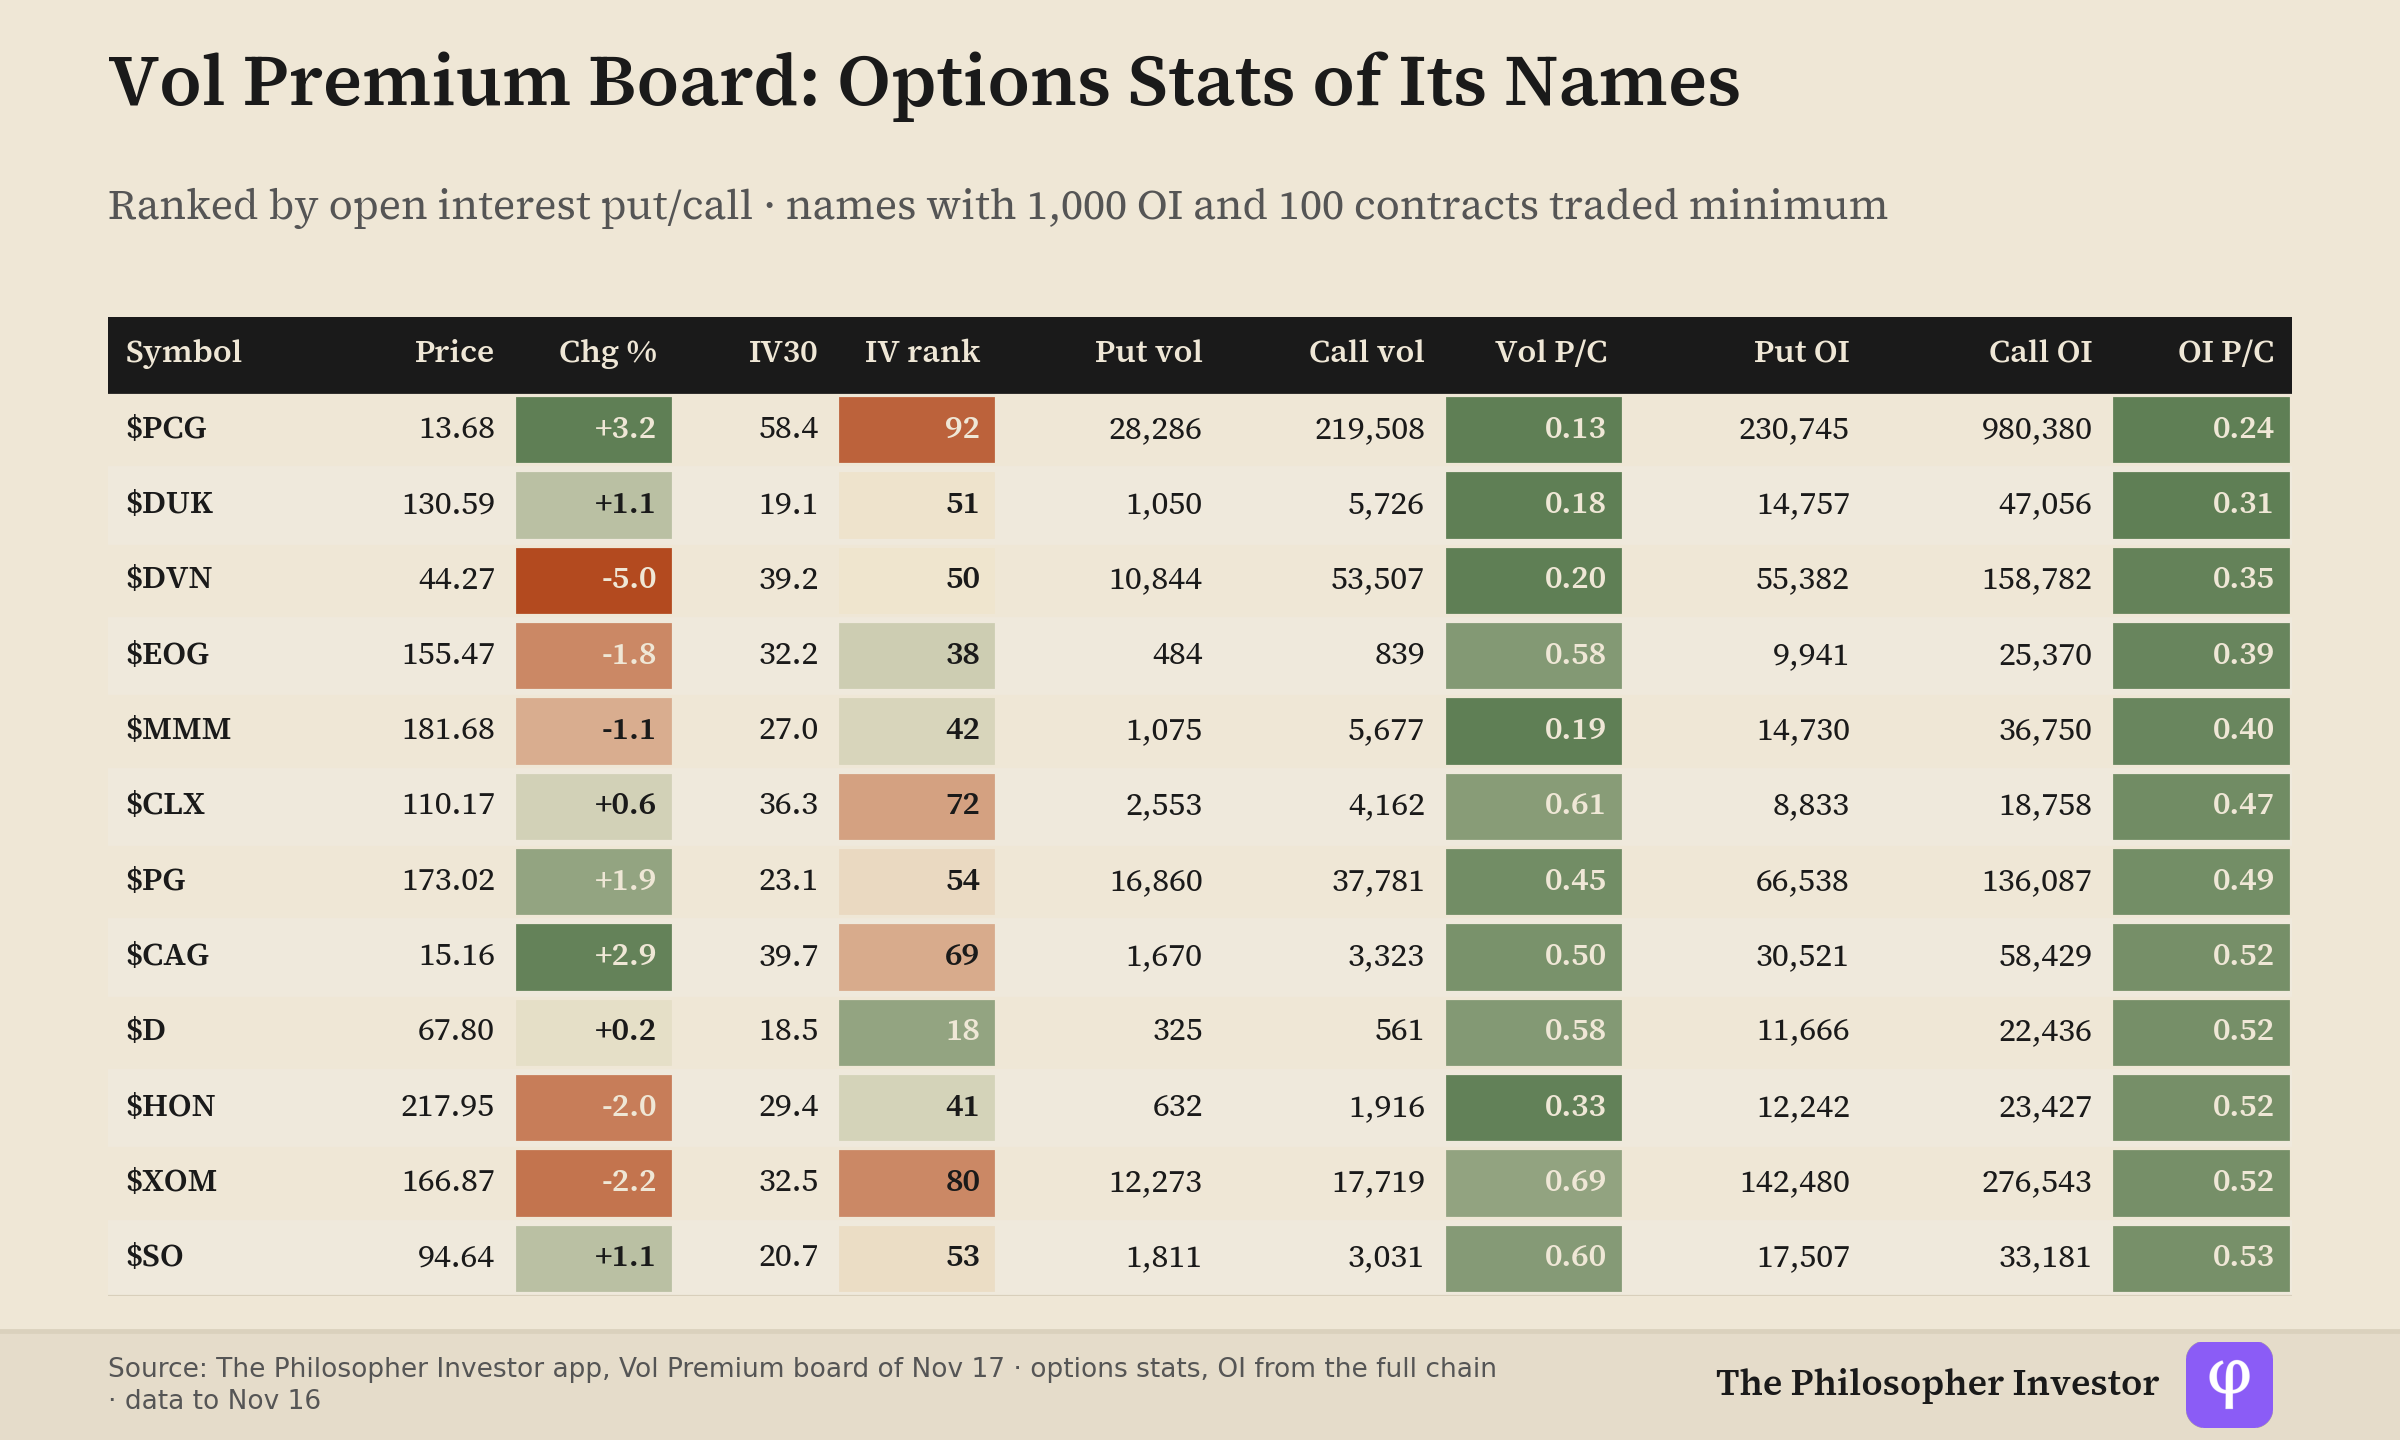 Vol Premium Board: Options Stats of Its Names
Ranked by open interest put/call · names with 1,000 OI and 100 contracts traded minimum
Symbol Price Chg % IV30 IV rank Put vol Call vol Vol P/C Put OI Call OI OI P/C
$PCG 13.68 +3.2 58.4 92 28,286 219,508 0.13 230,745 980,380 0.24
$DUK 130.59 +1.1 19.1 51 1,050 5,726 0.18 14,757 47,056 0.31
$DVN 44.27 -5.0 39.2 50 10,844 53,507 0.20 55,382 158,782 0.35
$EOG 155.47 -1.8 32.2 38 484 839 0.58 9,941 25,370 0.39
$MMM 181.68 -1.1 27.0 42 1,075 5,677 0.19 14,730 36,750 0.40
$CLX 110.17 +0.6 36.3 72 2,553 4,162 0.61 8,833 18,758 0.47
$PG 173.02 +1.9 23.1 54 16,860 37,781 0.45 66,538 136,087 0.49
$CAG 15.16 +2.9 39.7 69 1,670 3,323 0.50 30,521 58,429 0.52
$D 67.80 +0.2 18.5 18 325 561 0.58 11,666 22,436 0.52
$HON 217.95 -2.0 29.4 41 632 1,916 0.33 12,242 23,427 0.52
$XOM 166.87 -2.2 32.5 80 12,273 17,719 0.69 142,480 276,543 0.52
$SO 94.64 +1.1 20.7 53 1,811 3,031 0.60 17,507 33,181 0.53
Source: The Philosopher Investor app, Vol Premium board of Nov 17 · options stats, OI from the full chain
· data to Nov 16
The Philosopher Investor φ